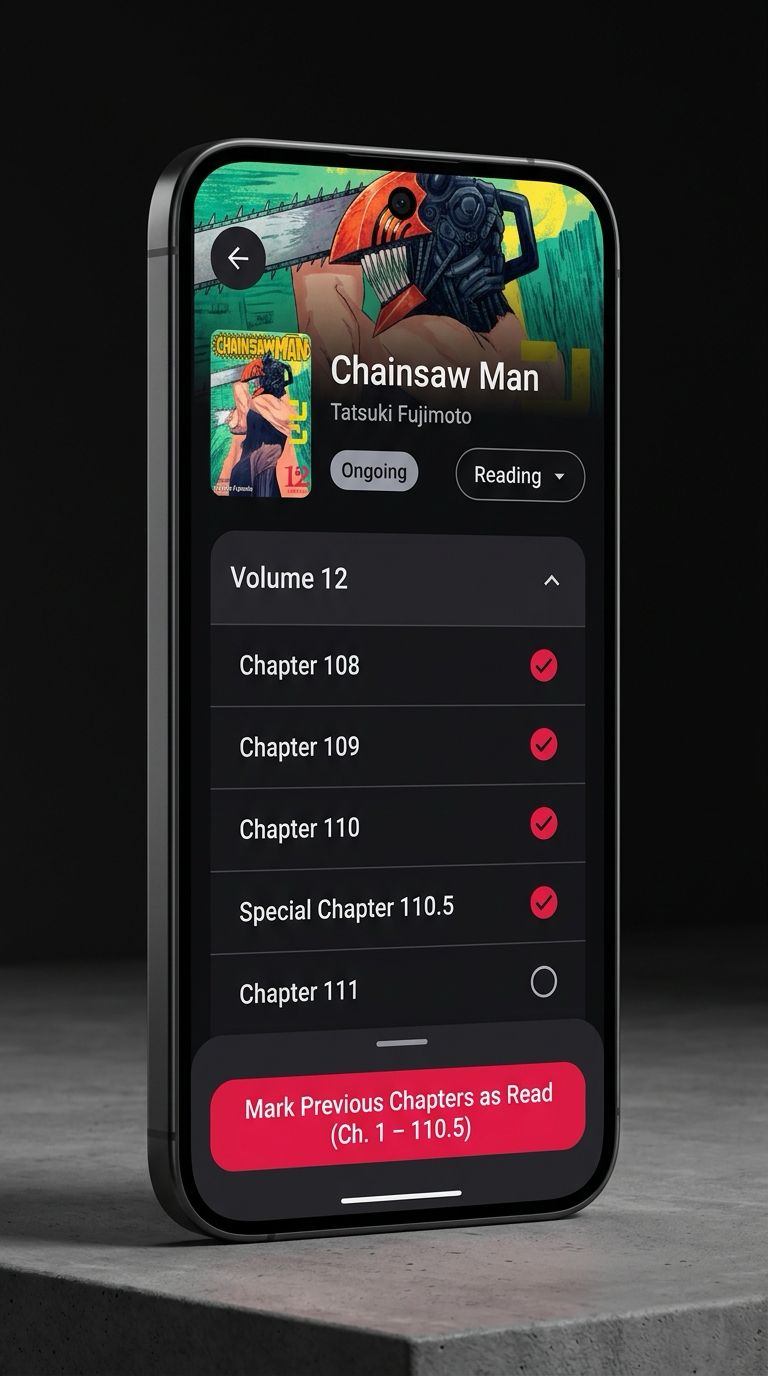 CHAINSAW MAN
12
Chainsaw Man
Tatsuki Fujimoto
Ongoing
Reading
Volume 12
Chapter 108
Chapter 109
Chapter 110
Special Chapter 110.5
Chapter 111
Mark Previous Chapters as Read
(Ch. 1 – 110.5)